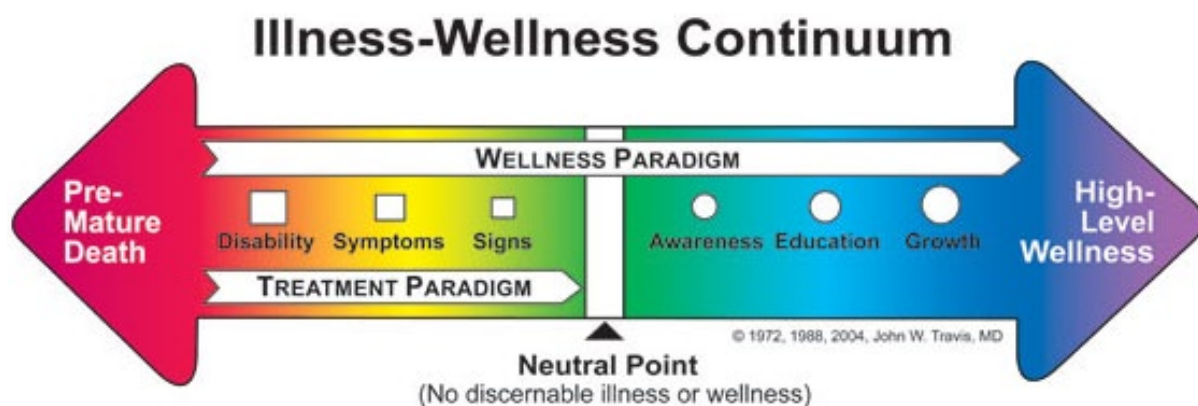 Illness-Wellness Continuum
WELLNESS PARADIGM
Pre-
Mature
Death
Disability Symptoms Signs
Awareness Education Growth
High-
Level
Wellness
TREATMENT PARADIGM
© 1972, 1988, 2004, John W. Travis, MD
Neutral Point
(No discernable illness or wellness)